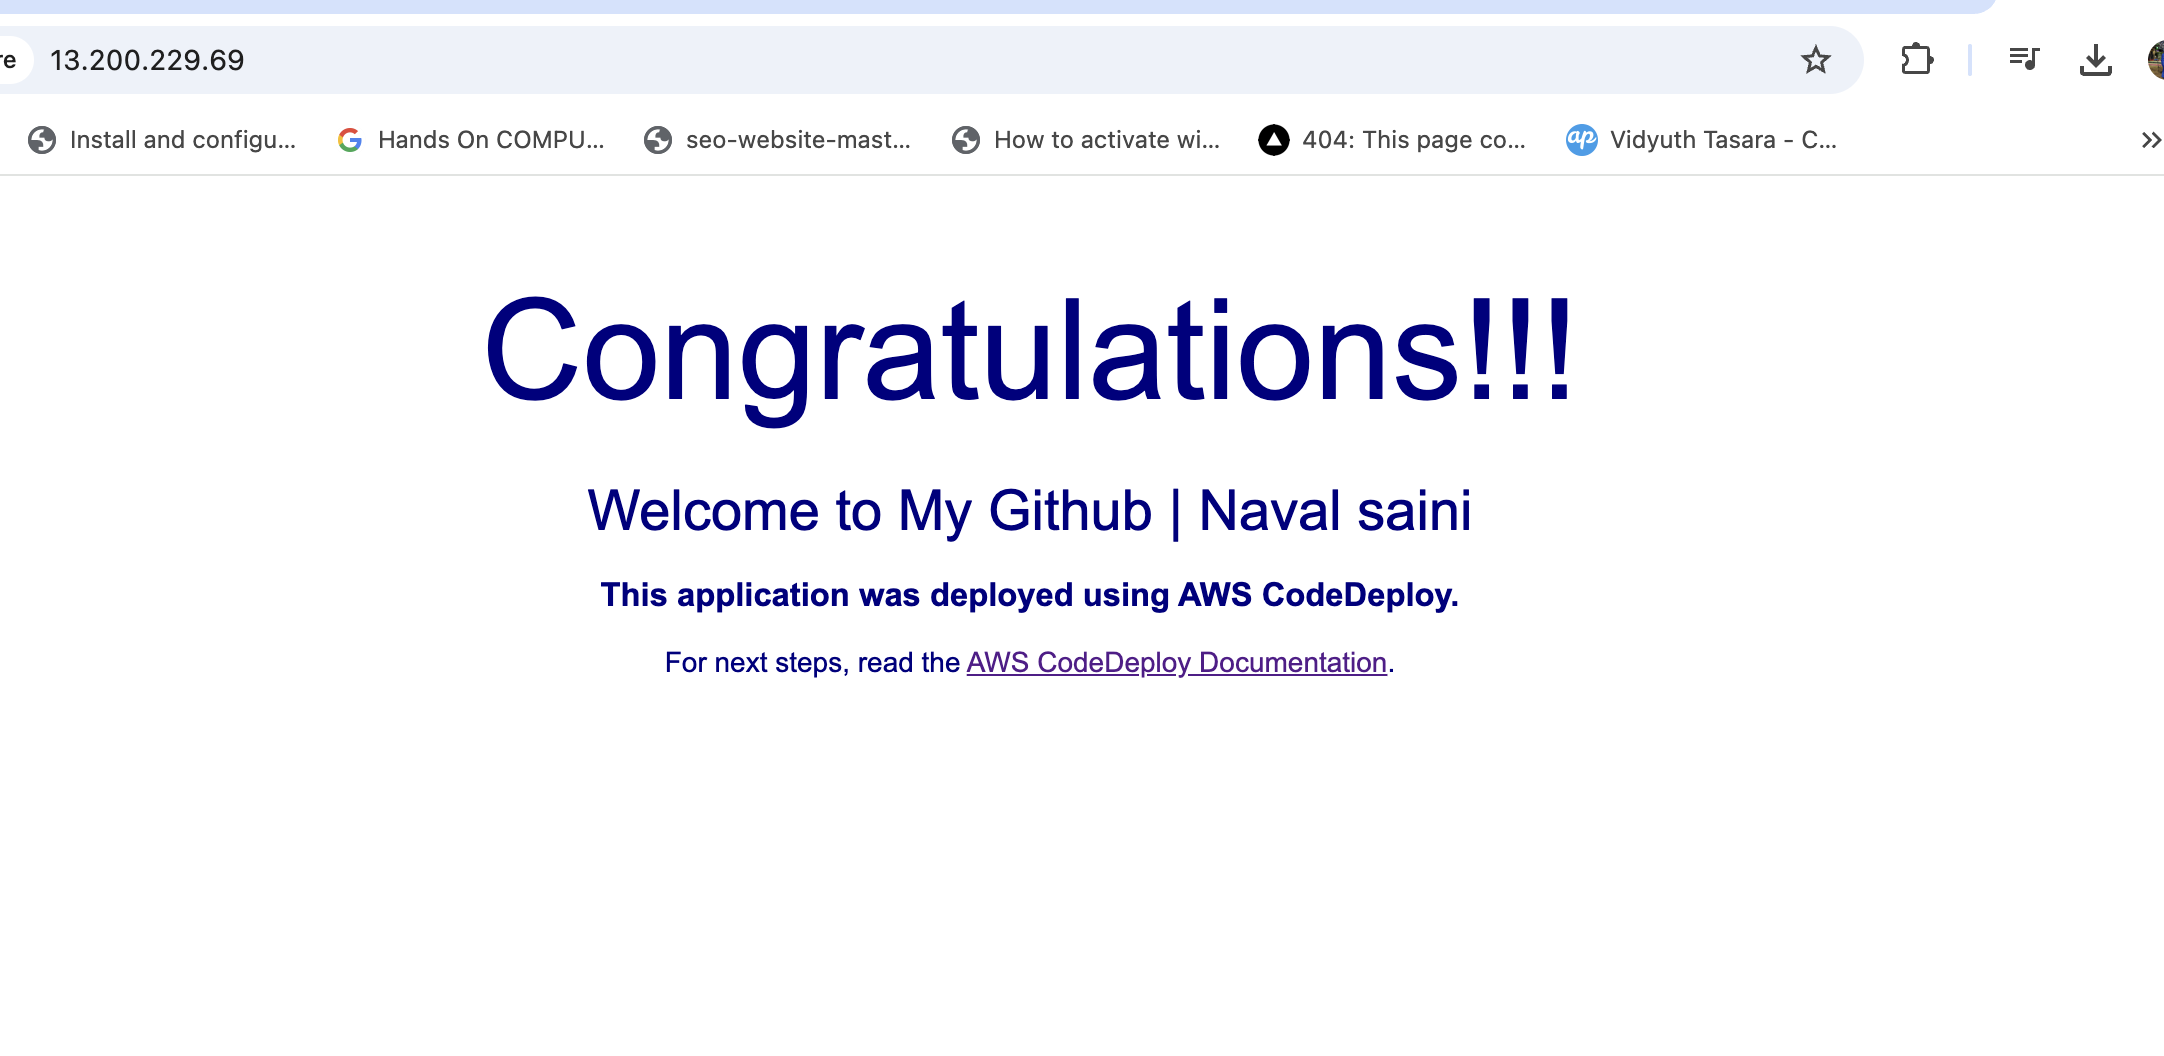 re 13.200.229.69
Install and configu... Hands On COMPU... seo-website-mast... How to activate wi... 404: This page co... ap Vidyuth Tasara - C...
Congratulations!!!
Welcome to My Github | Naval saini
This application was deployed using AWS CodeDeploy.
For next steps, read the AWS CodeDeploy Documentation.